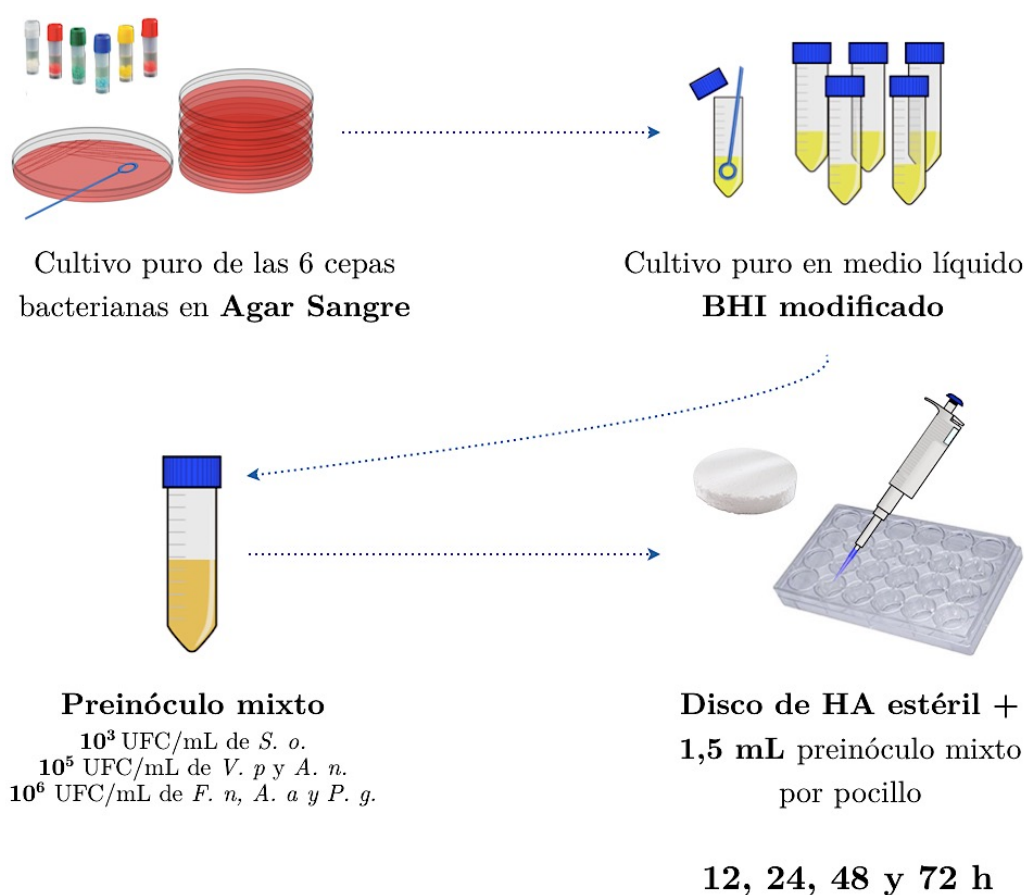 Cultivo puro de las 6 cepas
bacterianas en Agar Sangre
Cultivo puro en medio líquido
BHI modificado
Preinóculo mixto
10³ UFC/mL de S. o.
10⁵ UFC/mL de V. p y A. n.
10⁶ UFC/mL de F. n, A. a y P. g.
Disco de HA estéril +
1,5 mL preinóculo mixto
por pocillo
12, 24, 48 y 72 h